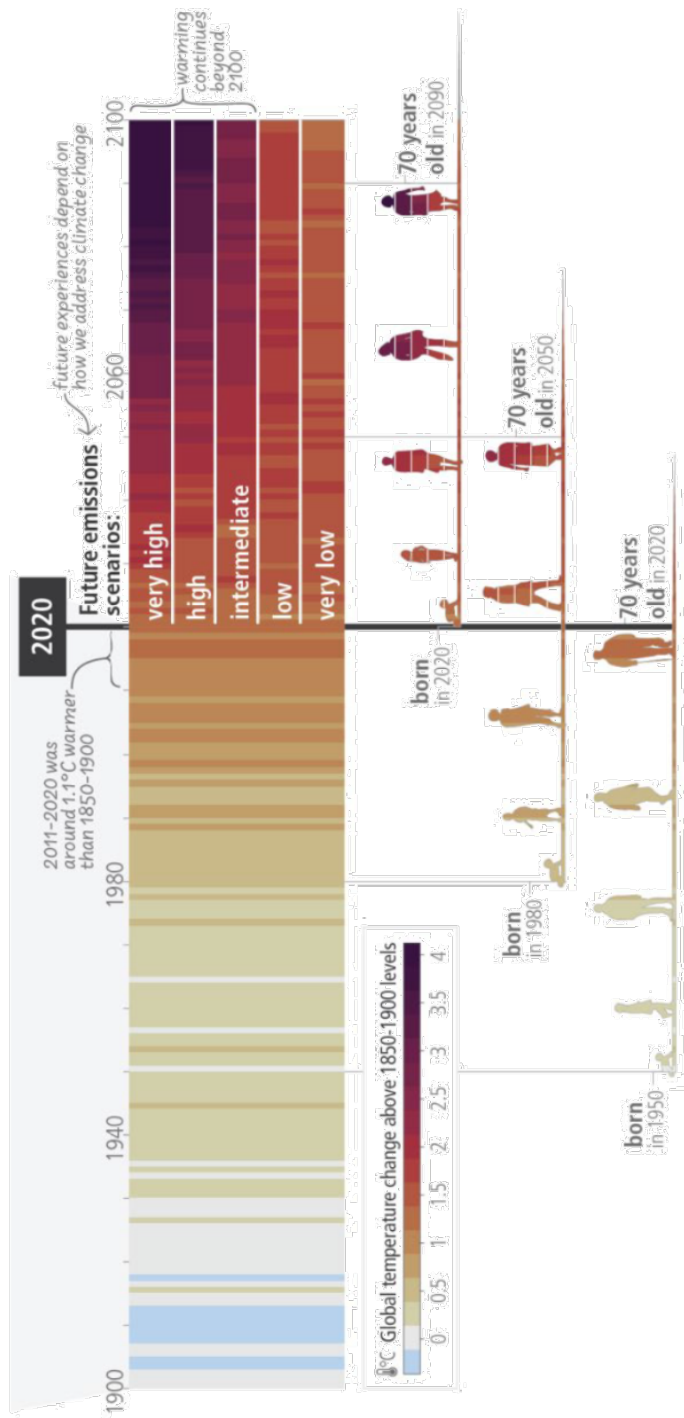 2020
future experiences depend on
how we address climate change
2011-2020 was
around 1.1°C warmer
than 1850-1900
Future emissions
scenarios:
warming
continues
beyond
2100
1900
1940
1980
2060
2100
very high
high
intermediate
low
very low
°C Global temperature change above 1850-1900 levels
0
0.5
1
1.5
2
2.5
3
3.5
4
born
in 2020
70 years
old in 2090
born
in 1980
70 years
old in 2050
born
in 1950
70 years
old in 2020